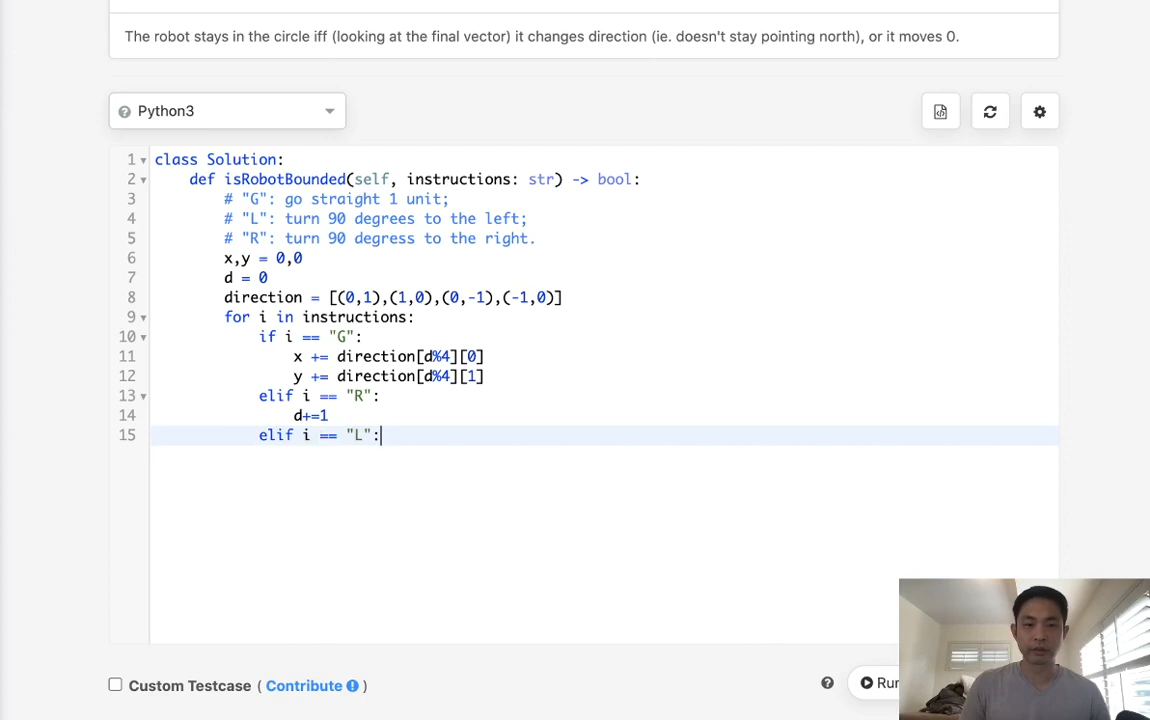 The robot stays in the circle iff (looking at the final vector) it changes direction (ie. doesn't stay pointing north), or it moves 0.
Python3
1 class Solution:
2 def isRobotBounded(self, instructions: str) -> bool:
3 # "G": go straight 1 unit;
4 # "L": turn 90 degrees to the left;
5 # "R": turn 90 degress to the right.
6 x,y = 0,0
7 d = 0
8 direction = [(0,1),(1,0),(0,-1),(-1,0)]
9 for i in instructions:
10 if i == "G":
11 x += direction[d%4][0]
12 y += direction[d%4][1]
13 elif i == "R":
14 d+=1
15 elif i == "L":
Custom Testcase ( Contribute )
Run